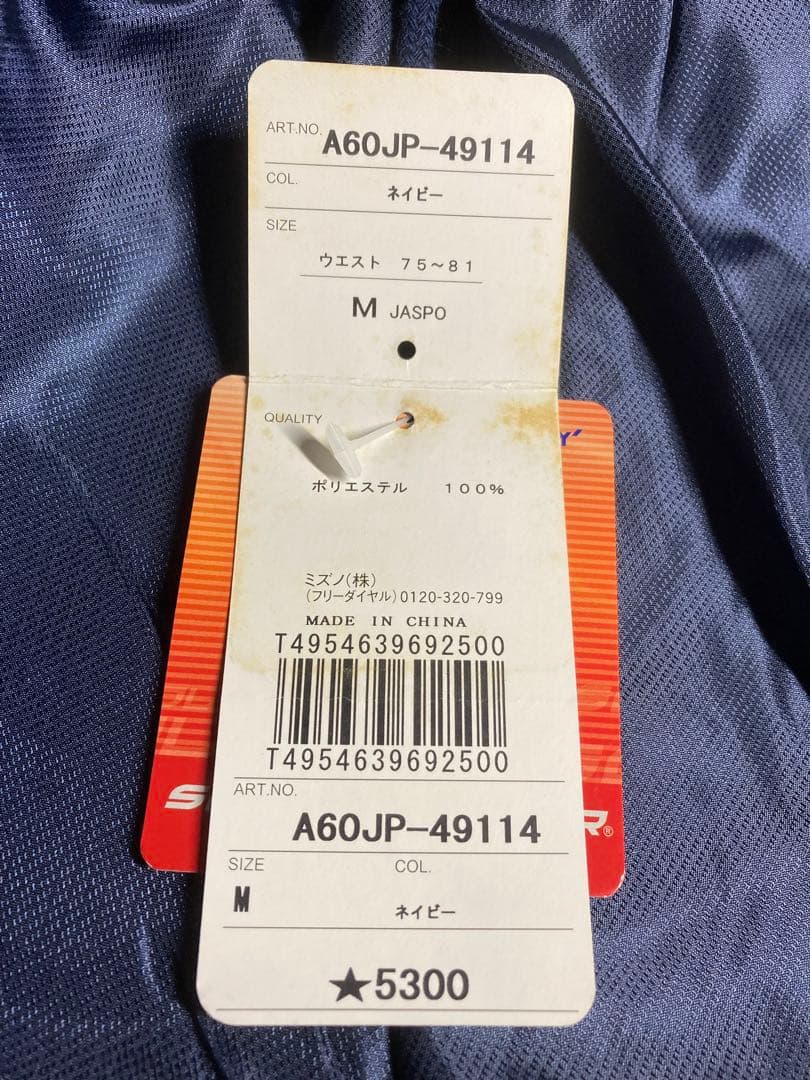 ART.NO. A60JP-49114
COL.
ネイビー
SIZE
ウエスト 75~81
M JASPO
QUALITY
ポリエステル 100%
ミズノ(株)
(フリーダイヤル)0120-320-799
MADE IN CHINA
T4954639692500
T4954639692500
ART.NO.
A60JP-49114
SIZE COL.
M ネイビー
★5300